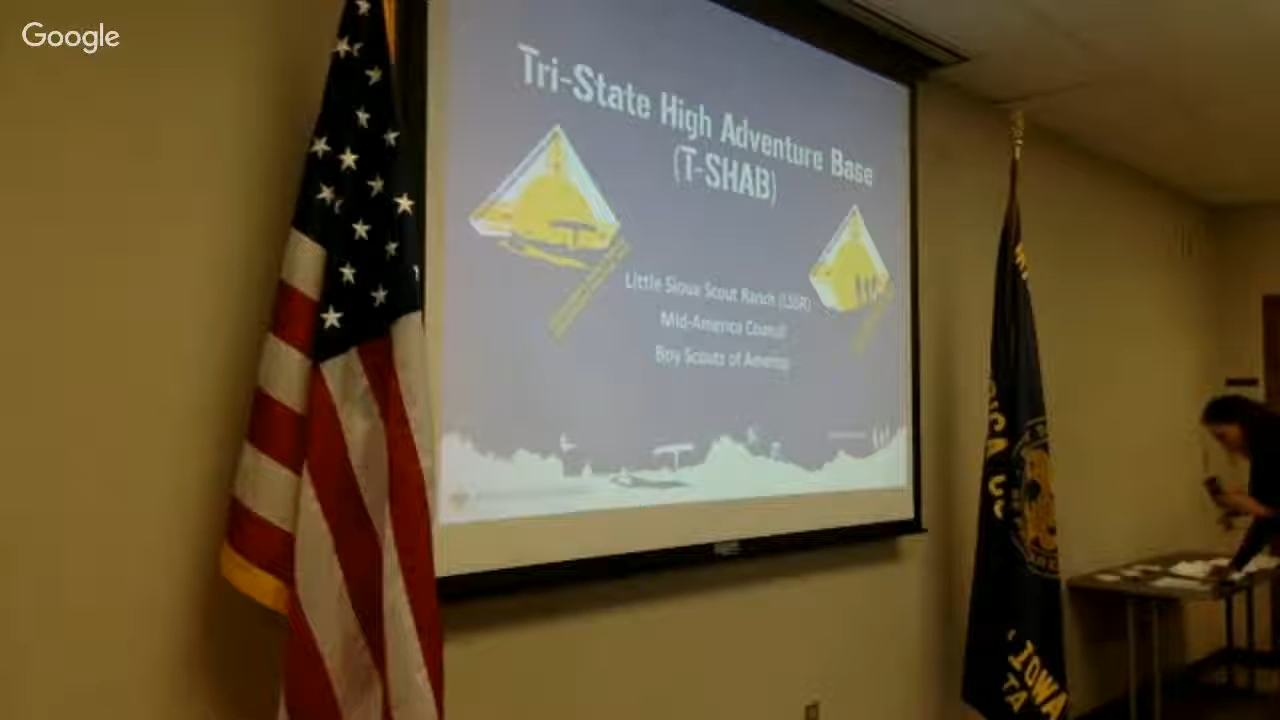 Google
Tri-State High Adventure Base
(T-SHAB)
Little Sioux Scout Ranch (LSSR)
Mid-America Council
Boy Scouts of America
IOWA